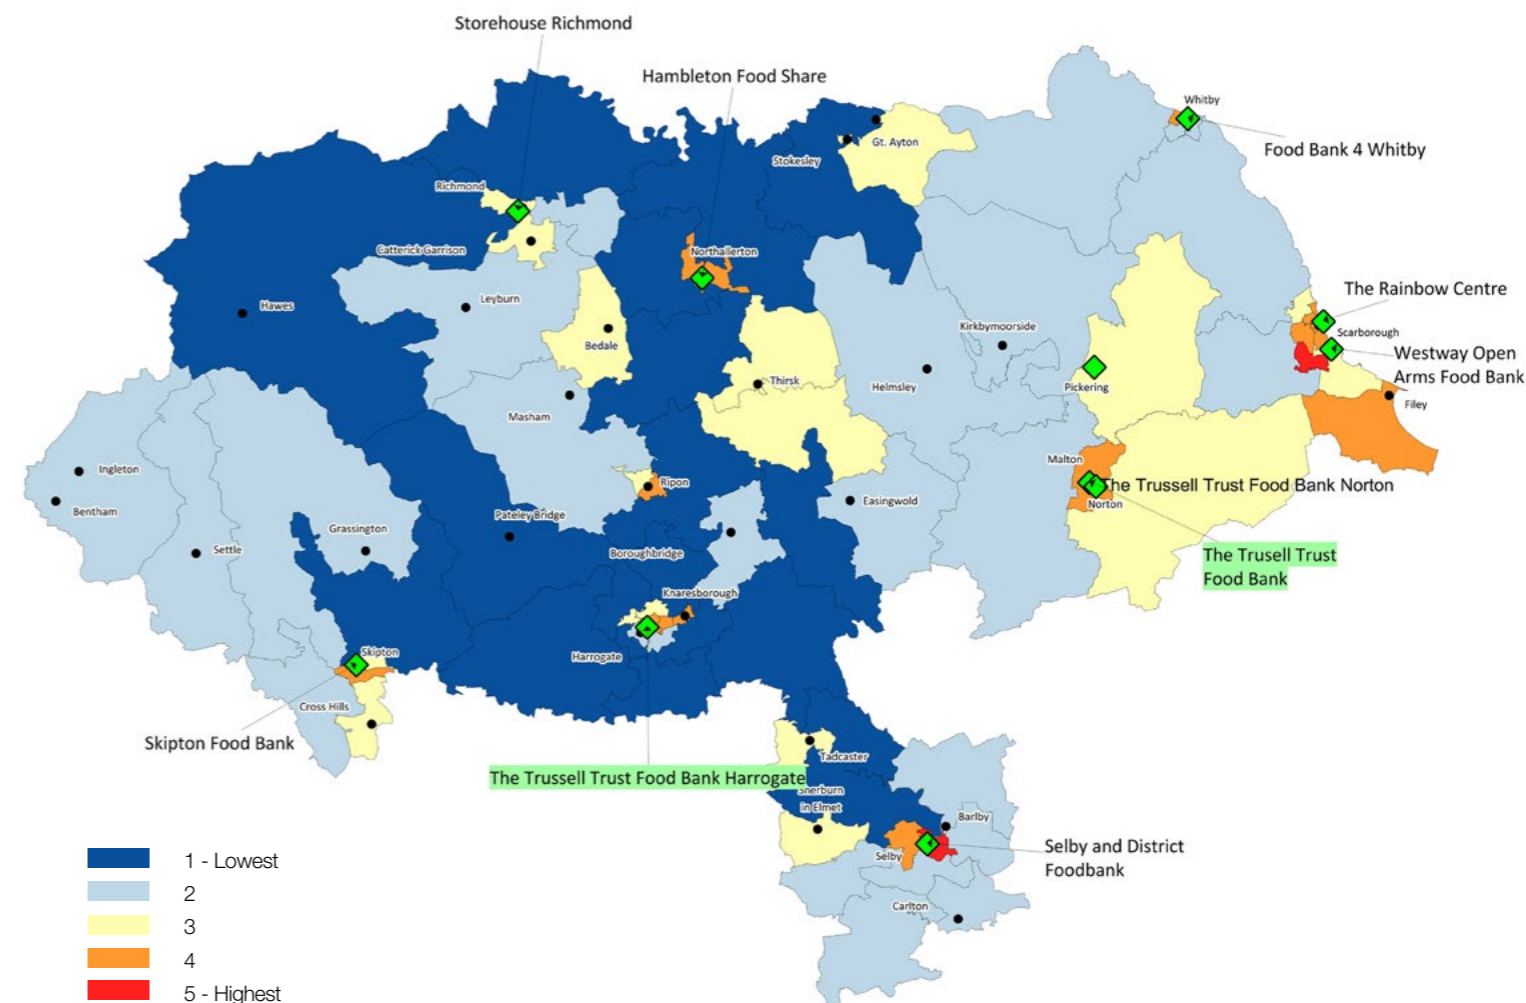 Storehouse Richmond
Hambleton Food Share
Whitby
Food Bank 4 Whitby
Gt. Ayton
Stokesley
Richmond
Catterick Garrison
Northallerton
The Rainbow Centre
Hawes
Leyburn
Kirkbymoorside
Scarborough
Bedale
Westway Open
Arms Food Bank
Thirsk
Helmsley
Pickering
Filey
Masham
Malton
Ingleton
Ripon
The Trussell Trust Food Bank Norton
Bentham
Pateley Bridge
Easingwold
Norton
Grassington
Settle
Boroughbridge
The Trusell Trust
Food Bank
Knaresborough
Skipton
Harrogate
Cross Hills
Skipton Food Bank
Tadcaster
The Trussell Trust Food Bank Harrogate
Sherburn
in Elmet
Barlby
Selby
Selby and District
Foodbank
Carlton
1 - Lowest
2
3
4
5 - Highest